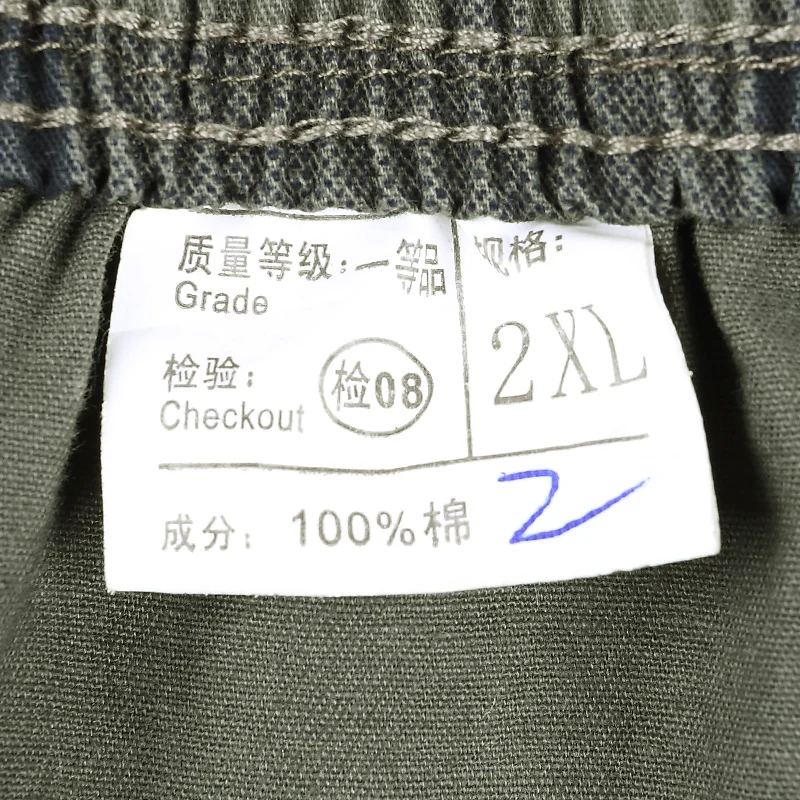 质量等级：一等品
Grade
规格：
2XL
检验：
Checkout
检08
成分：100%棉
2